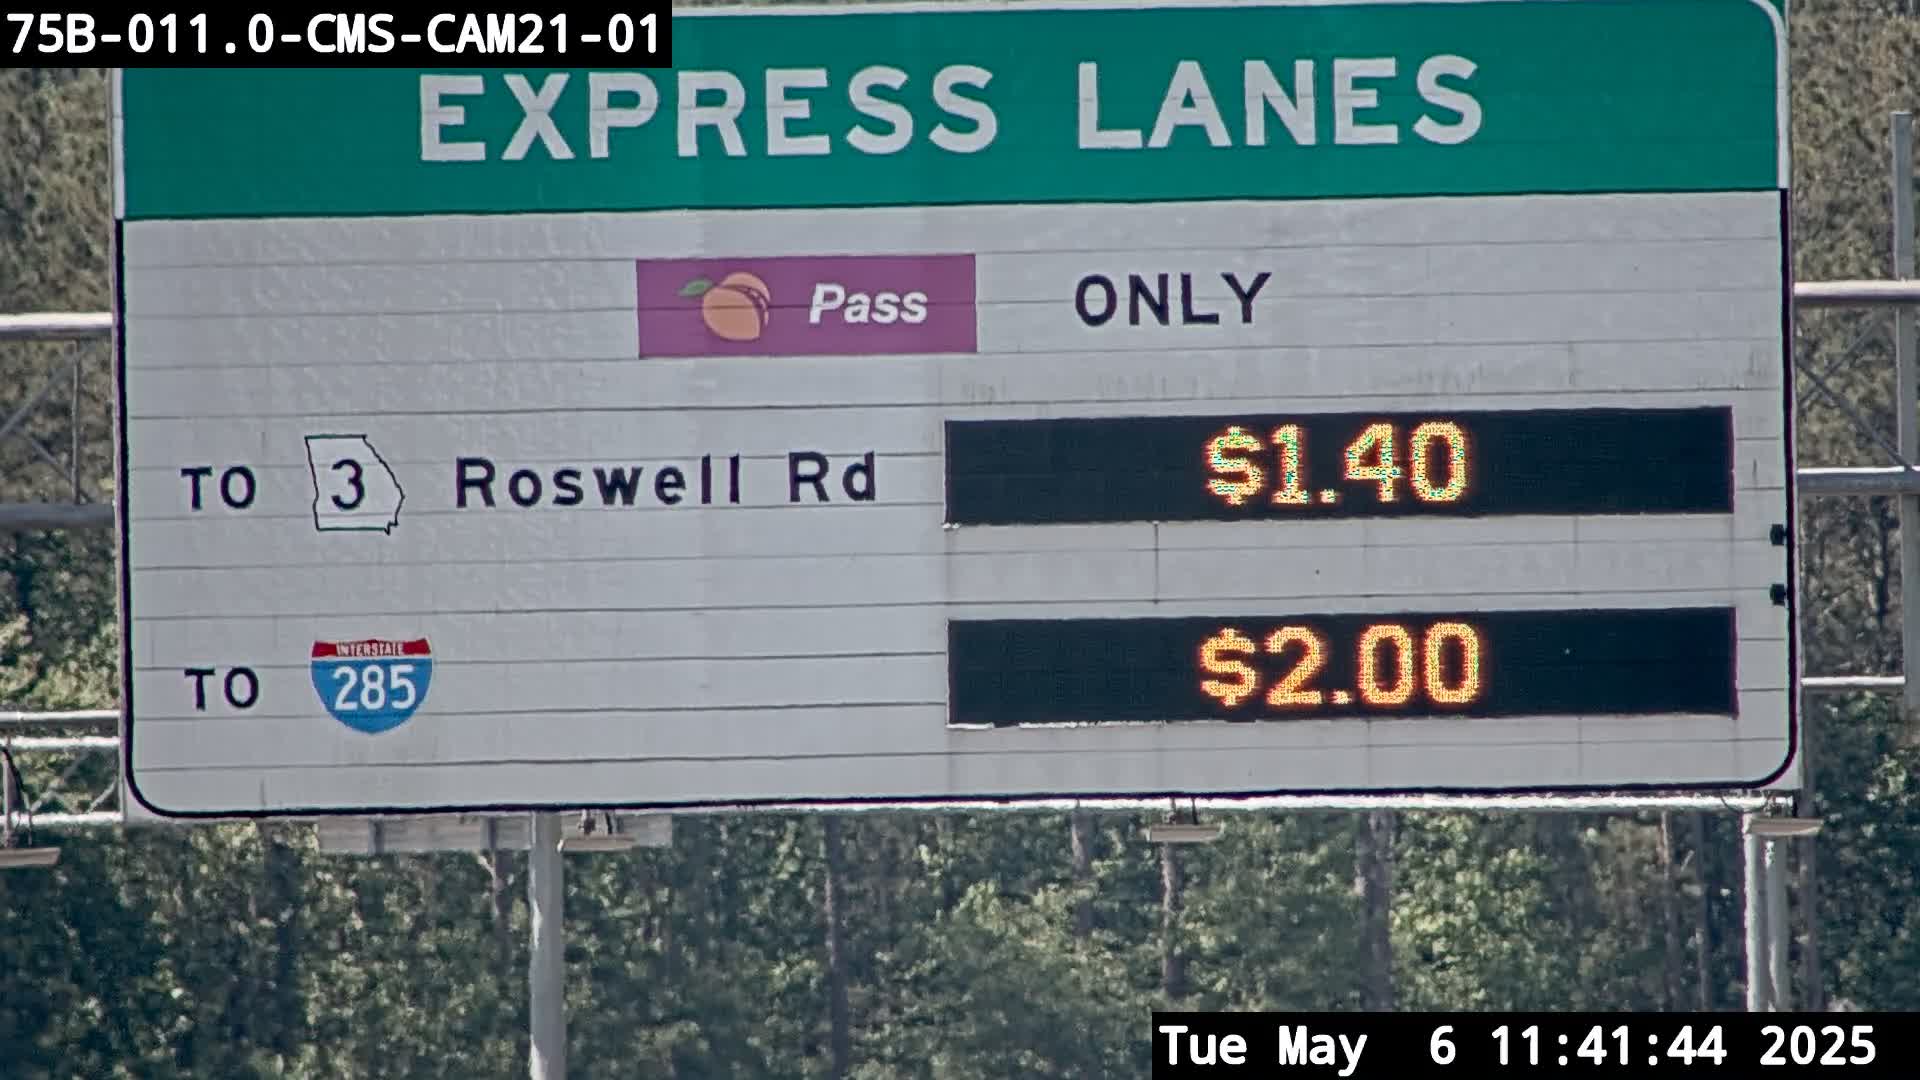 75B-011.0-CMS-CAM21-01
EXPRESS LANES
Pass ONLY
TO 3 Roswell Rd $1.40
INTERSTATE
TO 285 $2.00
Tue May 6 11:41:44 2025